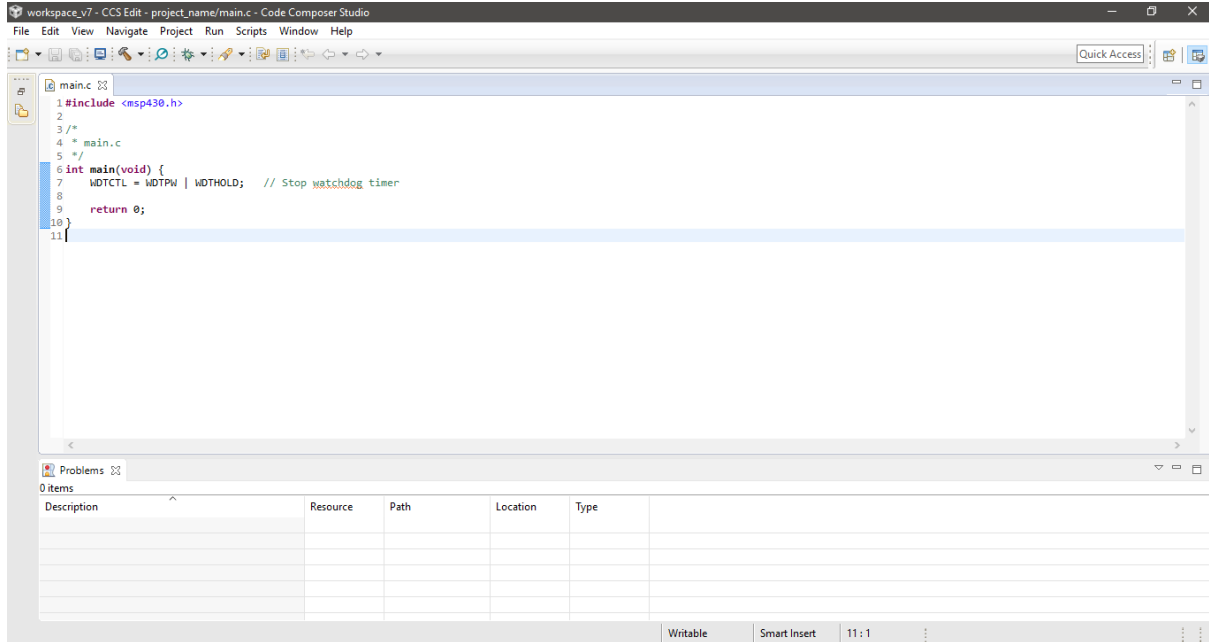 workspace_v7 - CCS Edit - project_name/main.c - Code Composer Studio
File Edit View Navigate Project Run Scripts Window Help
Quick Access
main.c
1 #include <msp430.h>
2
3 /*
4  * main.c
5  */
6 int main(void) {
7     WDTCTL = WDTPW | WDTHOLD;   // Stop watchdog timer
8
9     return 0;
10 }
11
Problems
0 items
Description Resource Path Location Type
Writable Smart Insert 11 : 1